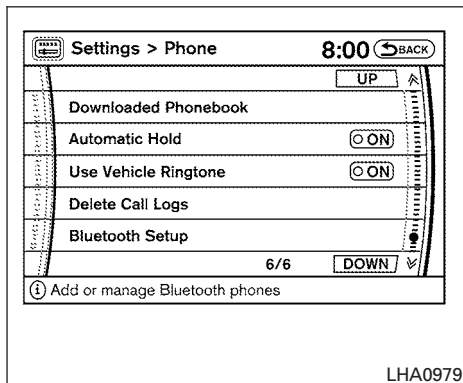 Settings > Phone 8:00 BACK
UP
Downloaded Phonebook
Automatic Hold ON
Use Vehicle Ringtone ON
Delete Call Logs
Bluetooth Setup
6/6 DOWN
i Add or manage Bluetooth phones
LHA0979